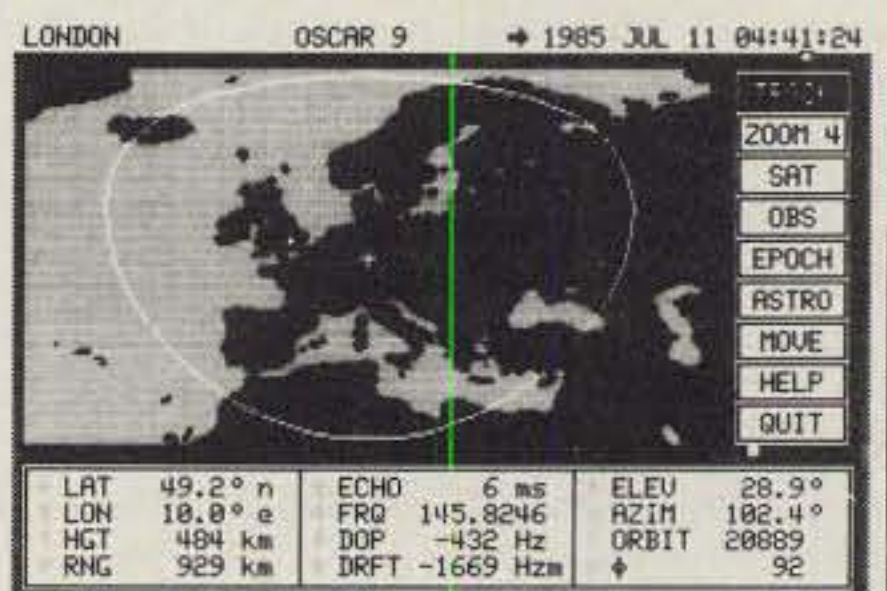 LONDON OSCAR 9 → 1985 JUL 11 04:41:24
ZOOM 4
SAT
OBS
EPOCH
ASTRO
MOVE
HELP
QUIT
LAT 49.2° n ECHO 6 ms ELEV 28.9°
LON 10.0° e FRQ 145.8246 AZIM 102.4°
HGT 484 km DOP -432 Hz ORBIT 20889
RNG 929 km DRFT -1669 Hzm ϕ 92